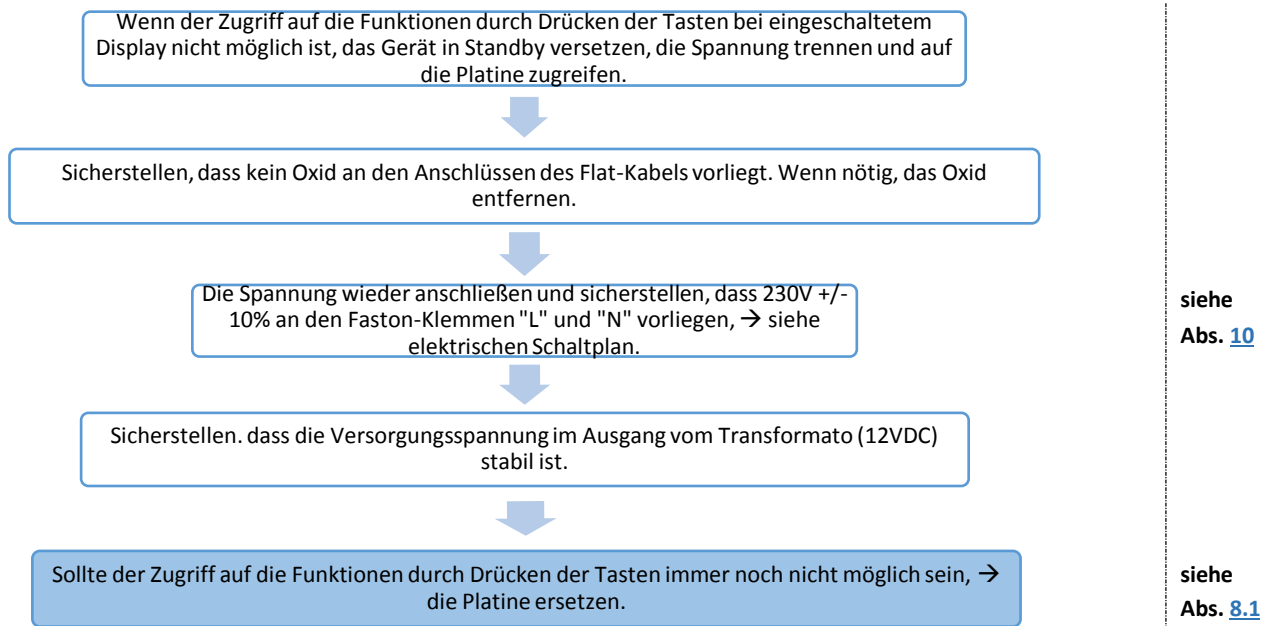 Wenn der Zugriff auf die Funktionen durch Drücken der Tasten bei eingeschaltetem
Display nicht möglich ist, das Gerät in Standby versetzen, die Spannung trennen und auf
die Platine zugreifen.
Sicherstellen, dass kein Oxid an den Anschlüssen des Flat-Kabels vorliegt. Wenn nötig, das Oxid
entfernen.
Die Spannung wieder anschließen und sicherstellen, dass 230V +/-
10% an den Faston-Klemmen "L" und "N" vorliegen, → siehe
elektrischen Schaltplan.
siehe
Abs. 10
Sicherstellen. dass die Versorgungsspannung im Ausgang vom Transformato (12VDC)
stabil ist.
Sollte der Zugriff auf die Funktionen durch Drücken der Tasten immer noch nicht möglich sein, →
die Platine ersetzen.
siehe
Abs. 8.1